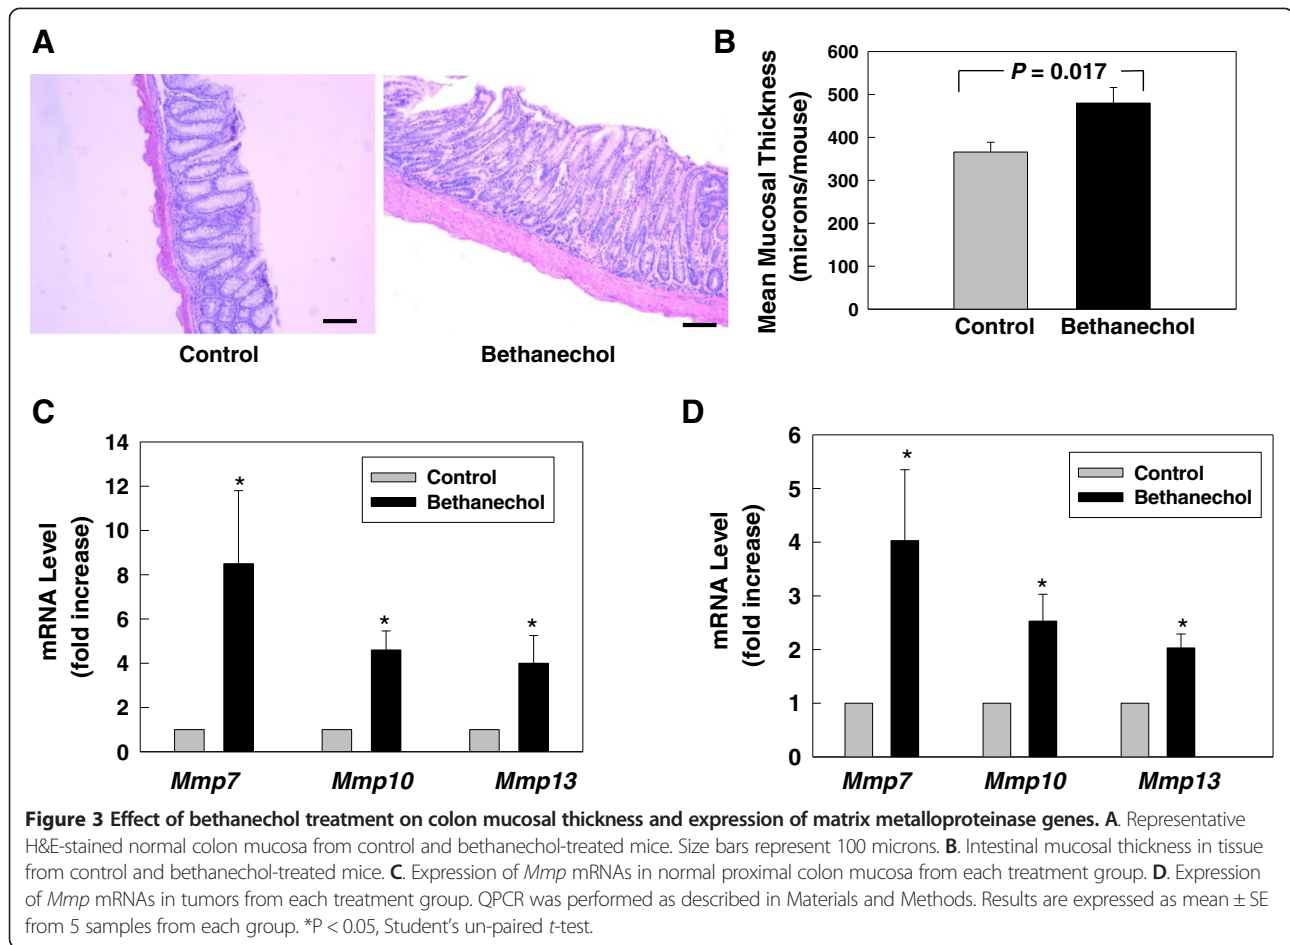 A
Control
Bethanechol
B
Mean Mucosal Thickness
(microns/mouse)
600
500
400
300
200
100
0
P = 0.017
Control
Bethanechol
C
mRNA Level
(fold increase)
14
12
10
8
6
4
2
0
Control
Bethanechol
*
*
*
Mmp7
Mmp10
Mmp13
D
mRNA Level
(fold increase)
6
5
4
3
2
1
0
Control
Bethanechol
*
*
*
Mmp7
Mmp10
Mmp13
Figure 3 Effect of bethanechol treatment on colon mucosal thickness and expression of matrix metalloproteinase genes. A. Representative
H&E-stained normal colon mucosa from control and bethanechol-treated mice. Size bars represent 100 microns. B. Intestinal mucosal thickness in tissue
from control and bethanechol-treated mice. C. Expression of Mmp mRNAs in normal proximal colon mucosa from each treatment group. D. Expression
of Mmp mRNAs in tumors from each treatment group. QPCR was performed as described in Materials and Methods. Results are expressed as mean ± SE
from 5 samples from each group. *P < 0.05, Student's un-paired t-test.